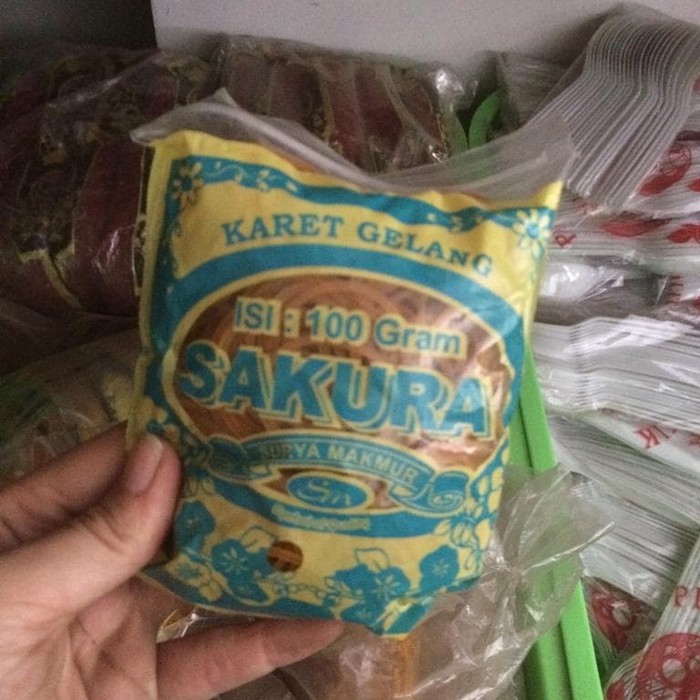 KARET GELANG
ISI : 100 Gram
SAKURA
SURYA MAKMUR